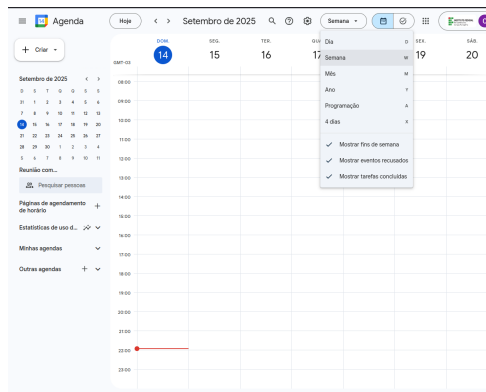 Agenda
Hoje
Setembro de 2025
Semana
Criar
Setembro de 2025
D S T Q Q S S
31 1 2 3 4 5 6
7 8 9 10 11 12 13
14 15 16 17 18 19 20
21 22 23 24 25 26 27
28 29 30 1 2 3 4
5 6 7 8 9 10 11
Reunião com...
Pesquisar pessoas
Páginas de agendamento
de horário
Estatísticas de uso d...
Minhas agendas
Outras agendas
DOM. SEG. TER. QUA SEX. SÁB.
14 15 16 17 19 20
GMT-03
08:00
09:00
10:00
11:00
12:00
13:00
14:00
15:00
16:00
17:00
18:00
19:00
20:00
21:00
22:00
23:00
Dia D
Semana W
Mês M
Ano Y
Programação A
4 dias X
Mostrar fins de semana
Mostrar eventos recusados
Mostrar tarefas concluídas